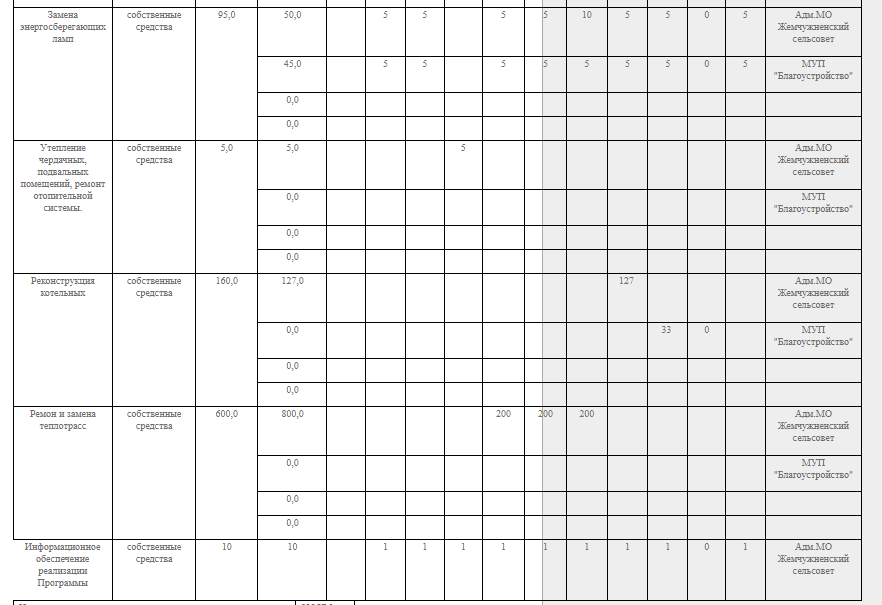 Замена собственные 95,0 50,0 5 5 5 5 10 5 5 0 5 Адм.МО
энергосберегающих средства Жемчужненский
ламп сельсовет
45,0 5 5 5 5 5 5 5 0 5 МУП
"Благоустройство"
0,0
0,0
Утепление собственные 5,0 5,0 5 Адм.МО
чердачных, средства Жемчужненский
подвальных сельсовет
помещений, ремонт
отопительной 0,0 МУП
системы. "Благоустройство"
0,0
0,0
Реконструкция собственные 160,0 127,0 127 Адм.МО
котельных средства Жемчужненский
сельсовет
0,0 33 0 МУП
"Благоустройство"
0,0
0,0
Ремон и замена собственные 600,0 800,0 200 200 200 Адм.МО
теплотрасс средства Жемчужненский
сельсовет
0,0 МУП
"Благоустройство"
0,0
0,0
Информационное собственные 10 10 1 1 1 1 1 1 1 1 0 1 Адм.МО
обеспечение средства Жемчужненский
реализации сельсовет
Программы